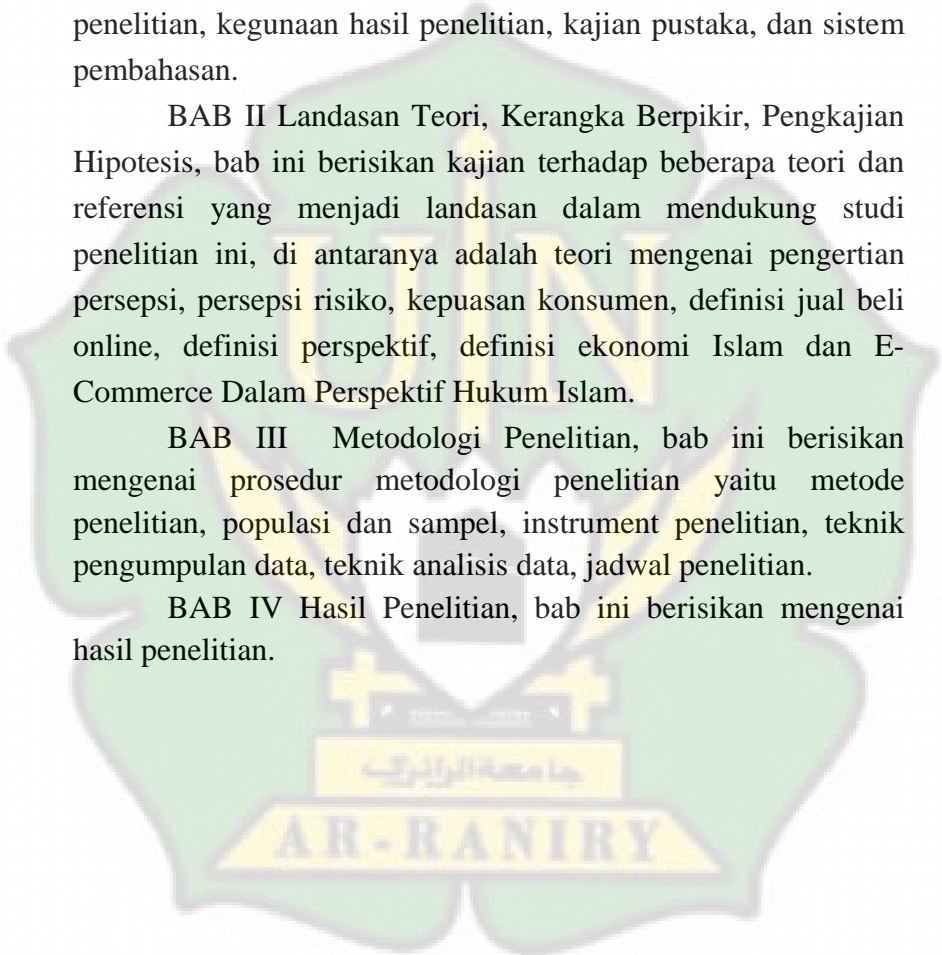 penelitian, kegunaan hasil penelitian, kajian pustaka, dan sistem
pembahasan.
BAB II Landasan Teori, Kerangka Berpikir, Pengkajian
Hipotesis, bab ini berisikan kajian terhadap beberapa teori dan
referensi yang menjadi landasan dalam mendukung studi
penelitian ini, di antaranya adalah teori mengenai pengertian
persepsi, persepsi risiko, kepuasan konsumen, definisi jual beli
online, definisi perspektif, definisi ekonomi Islam dan E-
Commerce Dalam Perspektif Hukum Islam.
BAB III Metodologi Penelitian, bab ini berisikan
mengenai prosedur metodologi penelitian yaitu metode
penelitian, populasi dan sampel, instrument penelitian, teknik
pengumpulan data, teknik analisis data, jadwal penelitian.
BAB IV Hasil Penelitian, bab ini berisikan mengenai
hasil penelitian.
UIN
جامعة الرانري
AR-RANIRY